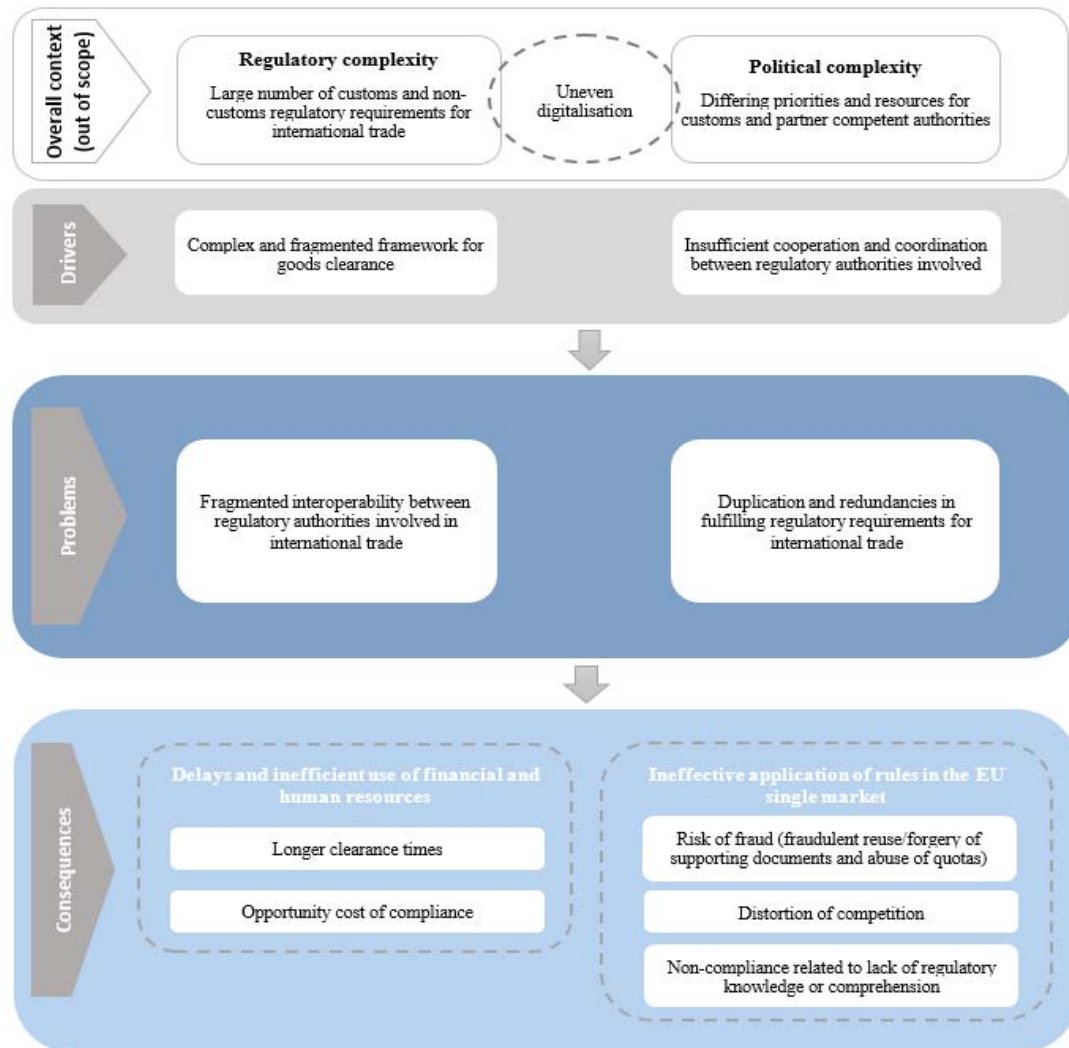 Overall context
(out of scope)
Regulatory complexity
Large number of customs and non-
customs regulatory requirements for
international trade
Uneven
digitalisation
Political complexity
Differing priorities and resources for
customs and partner competent authorities
Drivers
Complex and fragmented framework for
goods clearance
Insufficient cooperation and coordination
between regulatory authorities involved
Problems
Fragmented interoperability between
regulatory authorities involved in
international trade
Duplication and redundancies in
fulfilling regulatory requirements for
international trade
Consequences
Delays and inefficient use of financial and
human resources
Longer clearance times
Opportunity cost of compliance
Ineffective application of rules in the EU
single market
Risk of fraud (fraudulent reuse/forgery of
supporting documents and abuse of quotas)
Distortion of competition
Non-compliance related to lack of regulatory
knowledge or comprehension